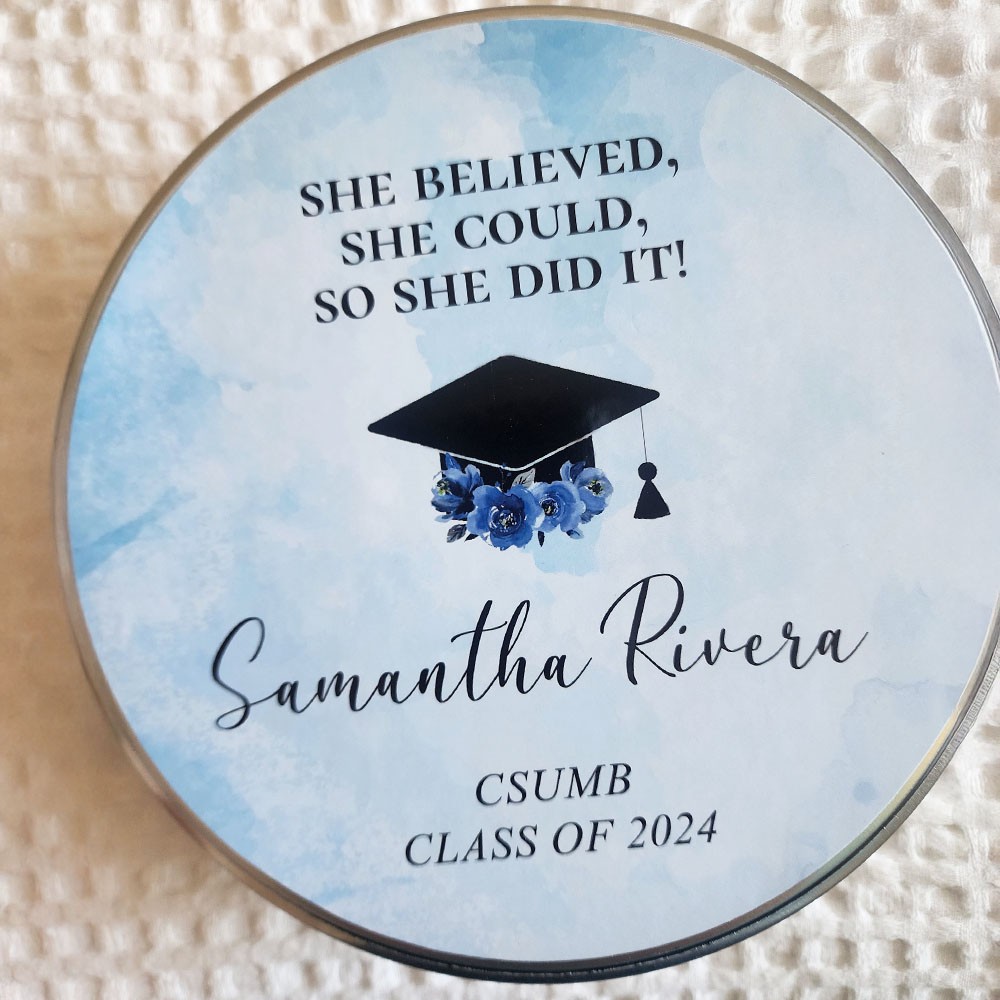 SHE BELIEVED,
SHE COULD,
SO SHE DID IT!
Samantha Rivera
CSUMB
CLASS OF 2024